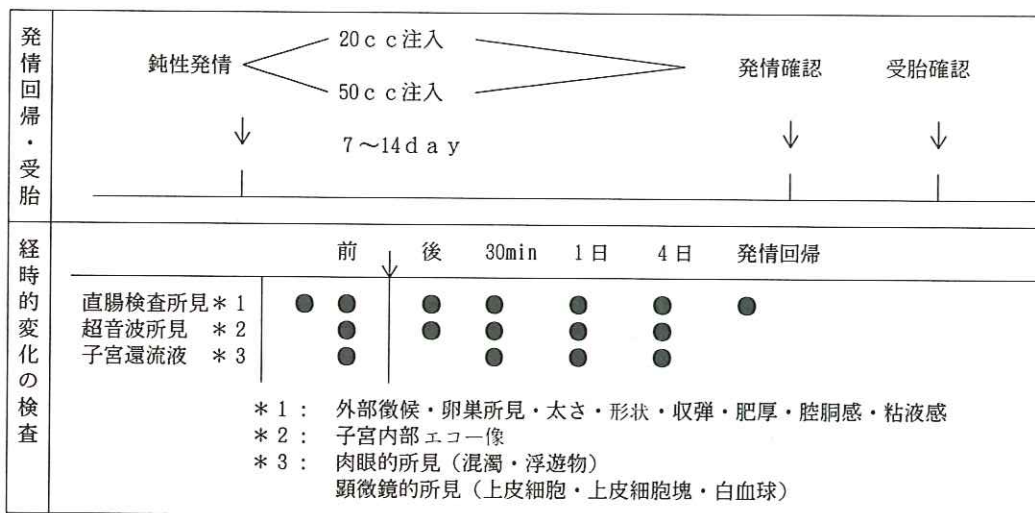 発情回帰・受胎
20cc注入
鈍性発情
発情確認
受胎確認
50cc注入
7～14day
経時的変化の検査
前 後 30min 1日 4日 発情回帰
直腸検査所見＊1
超音波所見 ＊2
子宮還流液 ＊3
＊1： 外部徴候・卵巣所見・太さ・形状・収弾・肥厚・腟胴感・粘液感
＊2： 子宮内部エコー像
＊3： 肉眼的所見（混濁・浮遊物）
顕微鏡的所見（上皮細胞・上皮細胞塊・白血球）